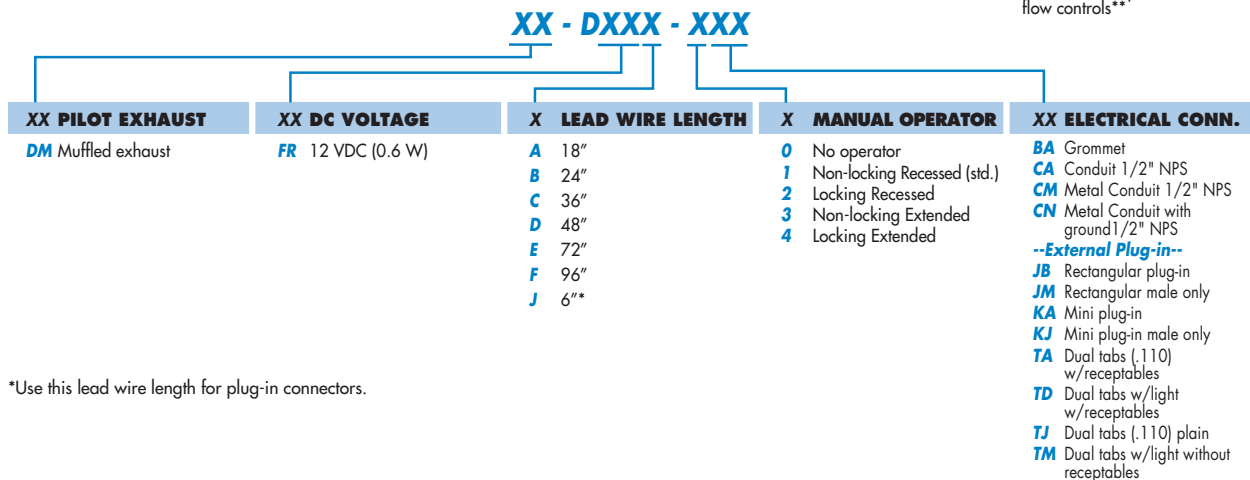 flow controls**
XX - DXXX - XXX
XX PILOT EXHAUST
DM Muffled exhaust
XX DC VOLTAGE
FR 12 VDC (0.6 W)
X LEAD WIRE LENGTH
A 18"
B 24"
C 36"
D 48"
E 72"
F 96"
J 6"*
X MANUAL OPERATOR
0 No operator
1 Non-locking Recessed (std.)
2 Locking Recessed
3 Non-locking Extended
4 Locking Extended
XX ELECTRICAL CONN.
BA Grommet
CA Conduit 1/2" NPS
CM Metal Conduit 1/2" NPS
CN Metal Conduit with
ground1/2" NPS
--External Plug-in--
JB Rectangular plug-in
JM Rectangular male only
KA Mini plug-in
KJ Mini plug-in male only
TA Dual tabs (.110)
w/receptables
TD Dual tabs w/light
w/receptables
TJ Dual tabs (.110) plain
TM Dual tabs w/light without
receptables
*Use this lead wire length for plug-in connectors.